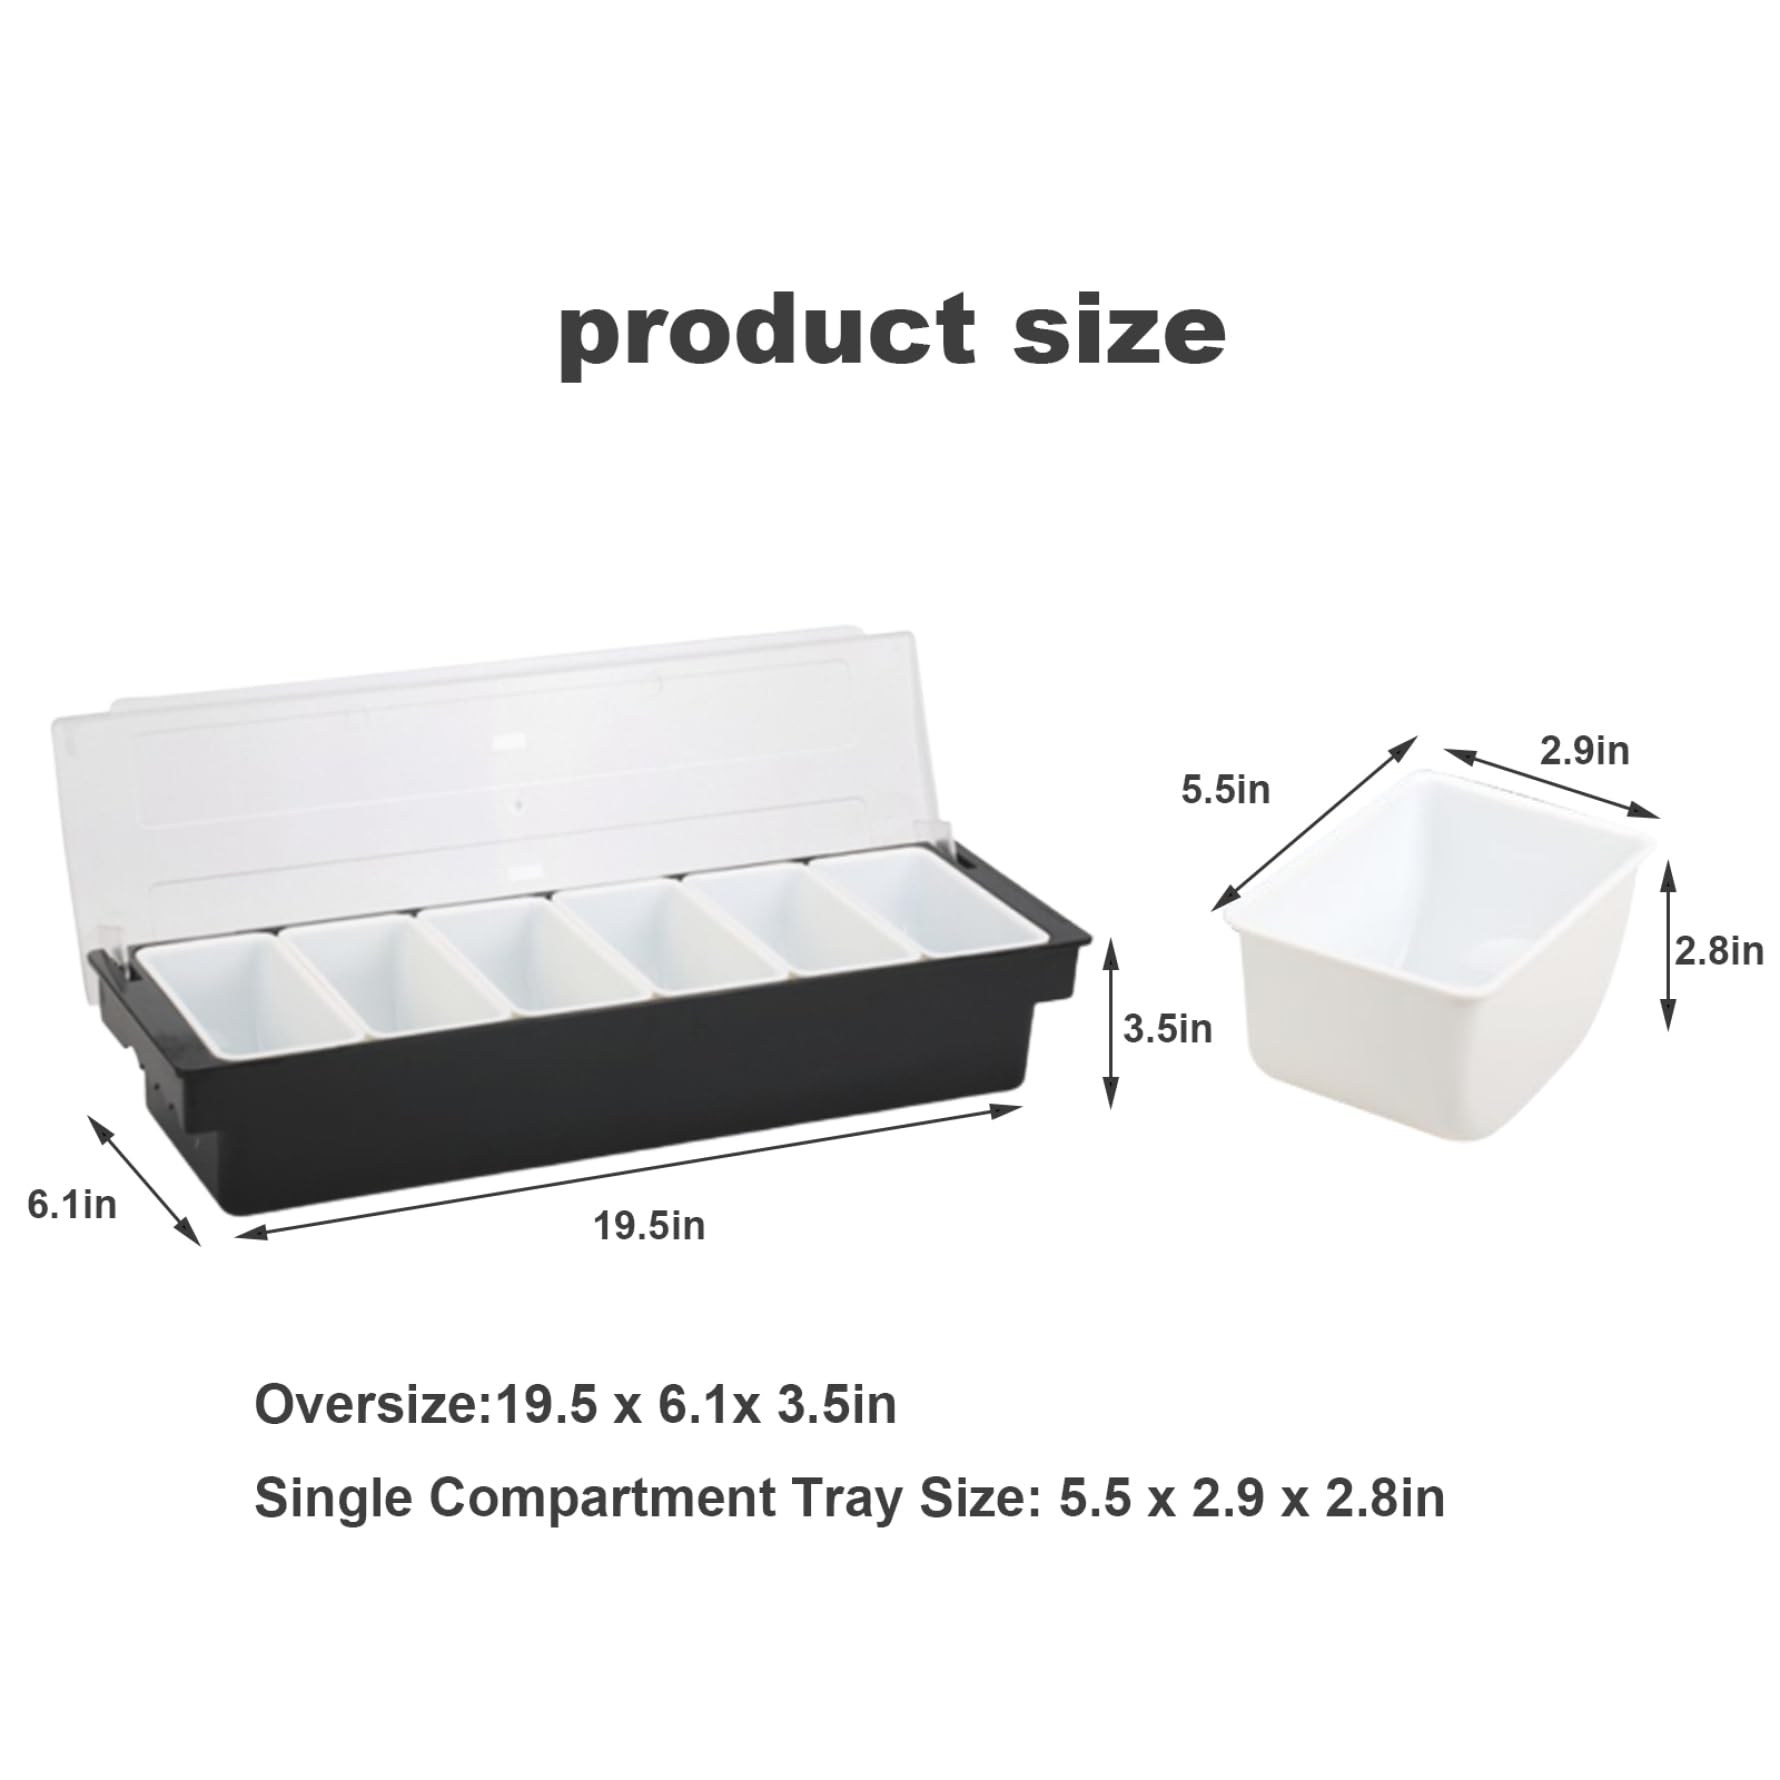 product size
2.9in
5.5in
2.8in
3.5in
6.1in
19.5in
Oversize:19.5 x 6.1x 3.5in
Single Compartment Tray Size: 5.5 x 2.9 x 2.8in